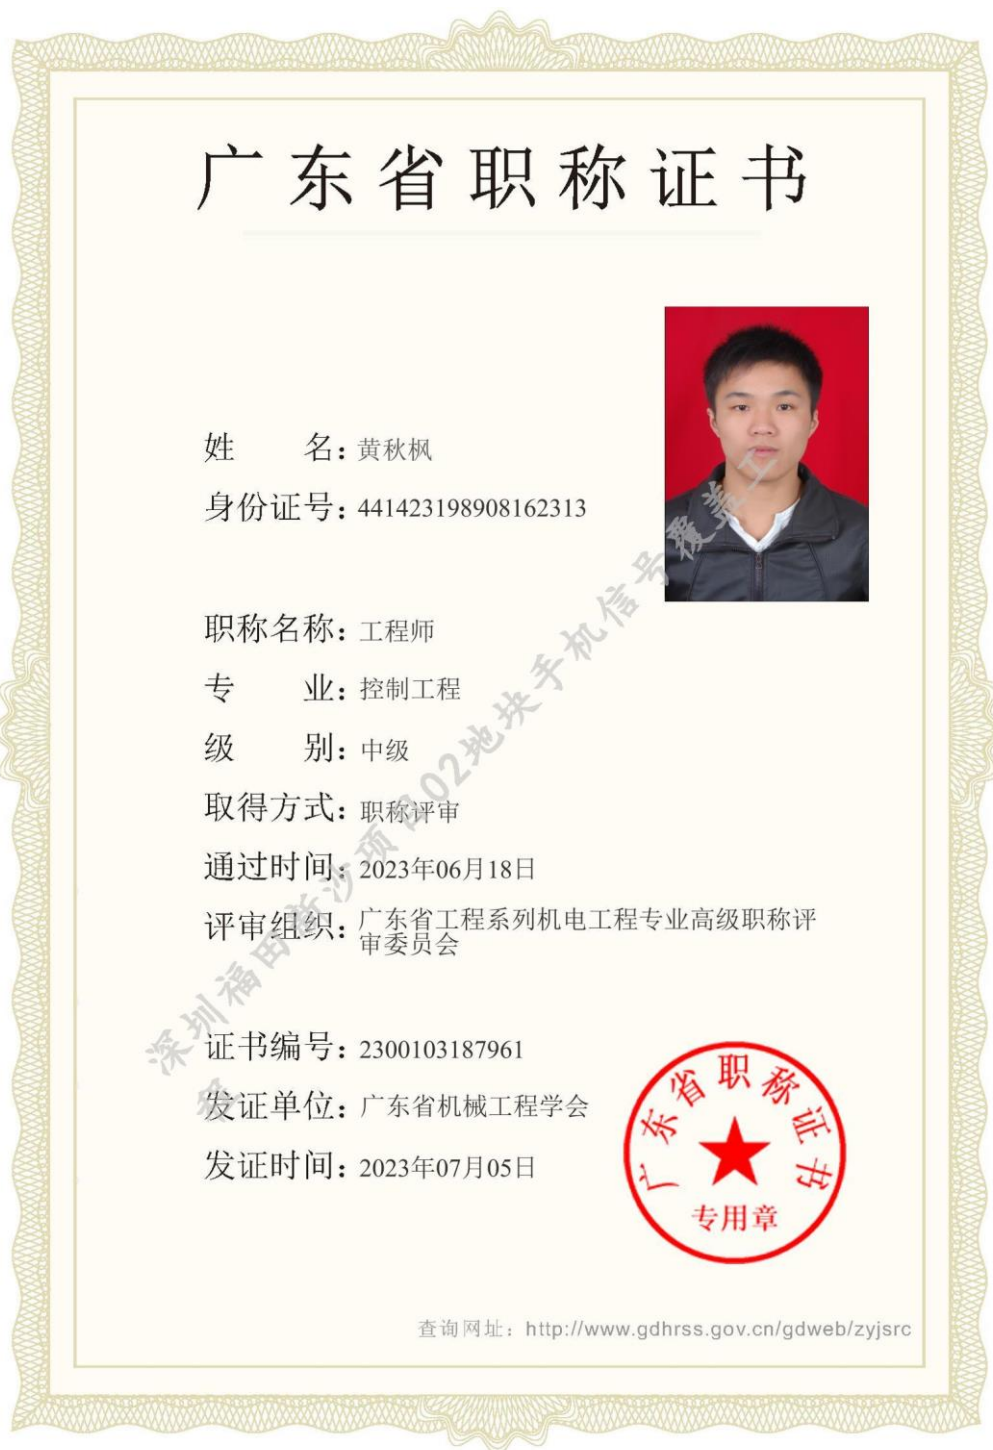 广东省职称证书
姓　　名：黄秋枫
身份证号：441423198908162313
职称名称：工程师
专　　业：控制工程
级　　别：中级
取得方式：职称评审
通过时间：2023年06月18日
评审组织：广东省工程系列机电工程专业高级职称评
审委员会
证书编号：2300103187961
发证单位：广东省机械工程学会
发证时间：2023年07月05日
广东省职称证书
专用章
查询网址：http://www.gdhrss.gov.cn/gdweb/zyjsrc
深圳福田新沙项目02地块手机信号覆盖工
程